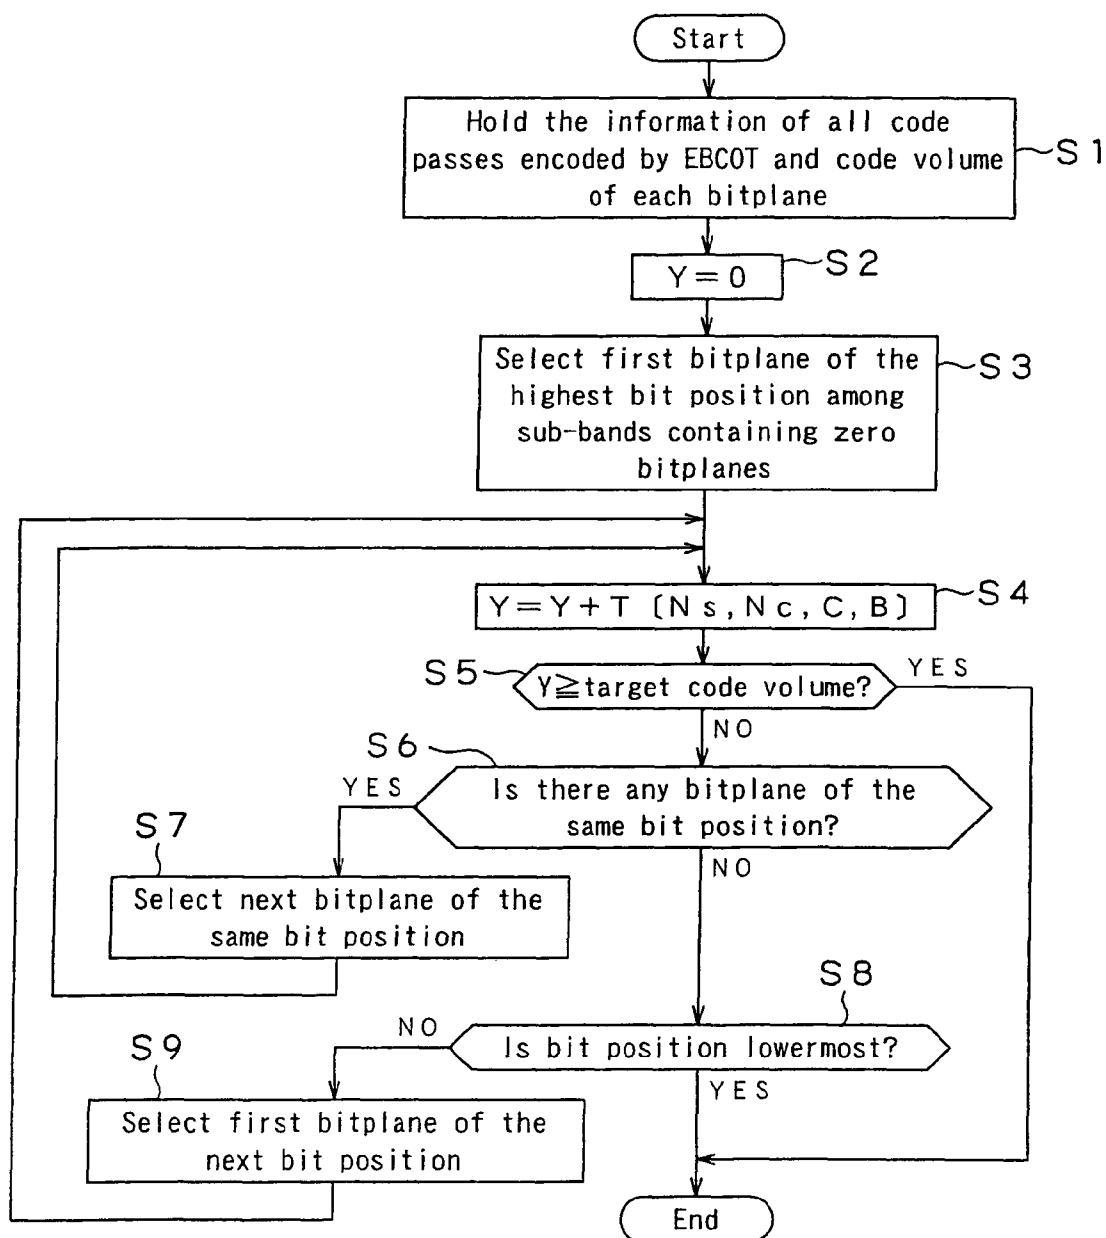 Start
Hold the information of all code
passes encoded by EBCOT and code volume
of each bitplane
S1
Y=0
S2
Select first bitplane of the
highest bit position among
sub-bands containing zero
bitplanes
S3
Y=Y+T [Ns,Nc,C,B]
S4
S5
Y≧target code volume?
YES
NO
S6
YES
Is there any bitplane of the
same bit position?
NO
S7
Select next bitplane of the
same bit position
S8
NO
Is bit position lowermost?
YES
S9
Select first bitplane of the
next bit position
End